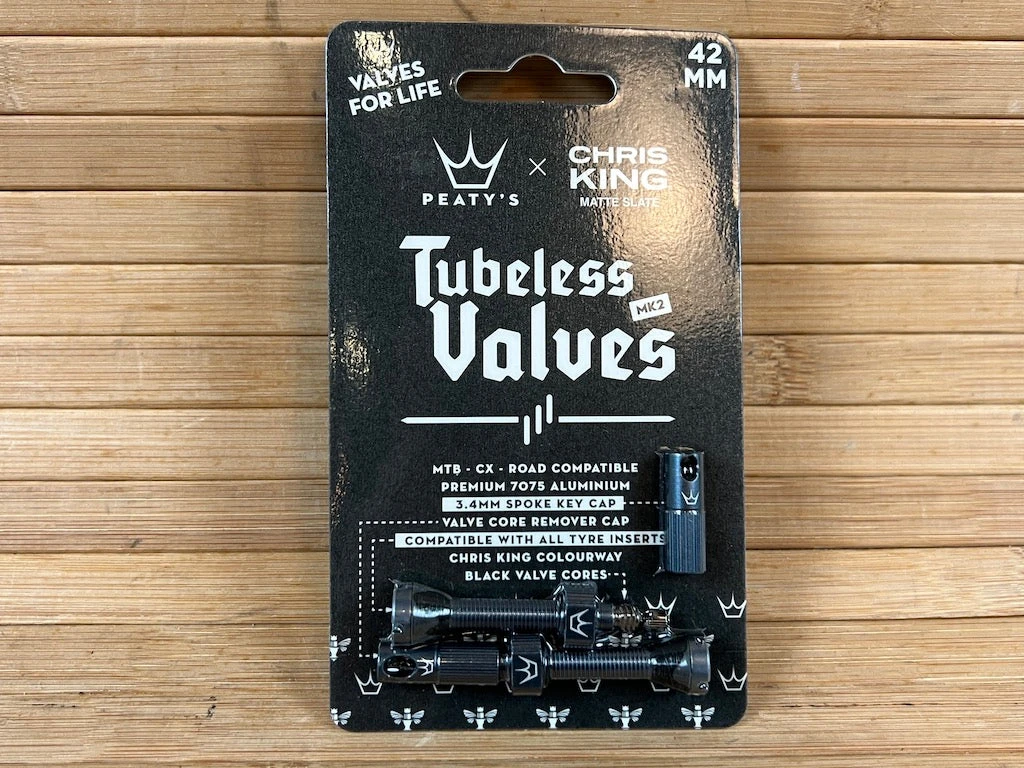 VALVES
FOR LIFE
42
MM
PEATY'S
×
CHRIS
KING
MATTE SLATE
Tubeless
MK2
Valves
MTB - CX - ROAD COMPATIBLE
PREMIUM 7075 ALUMINIUM
3.4MM SPOKE KEY CAP
VALVE CORE REMOVER CAP
COMPATIBLE WITH ALL TYRE INSERTS
CHRIS KING COLOURWAY
BLACK VALVE CORES